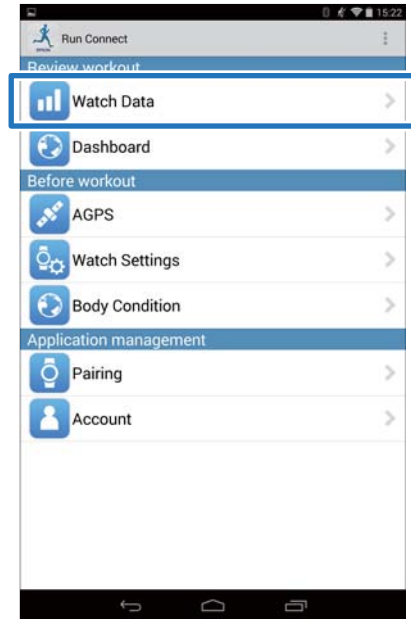 15:22
EPSON
Run Connect
Review workout
Watch Data
Dashboard
Before workout
AGPS
Watch Settings
Body Condition
Application management
Pairing
Account